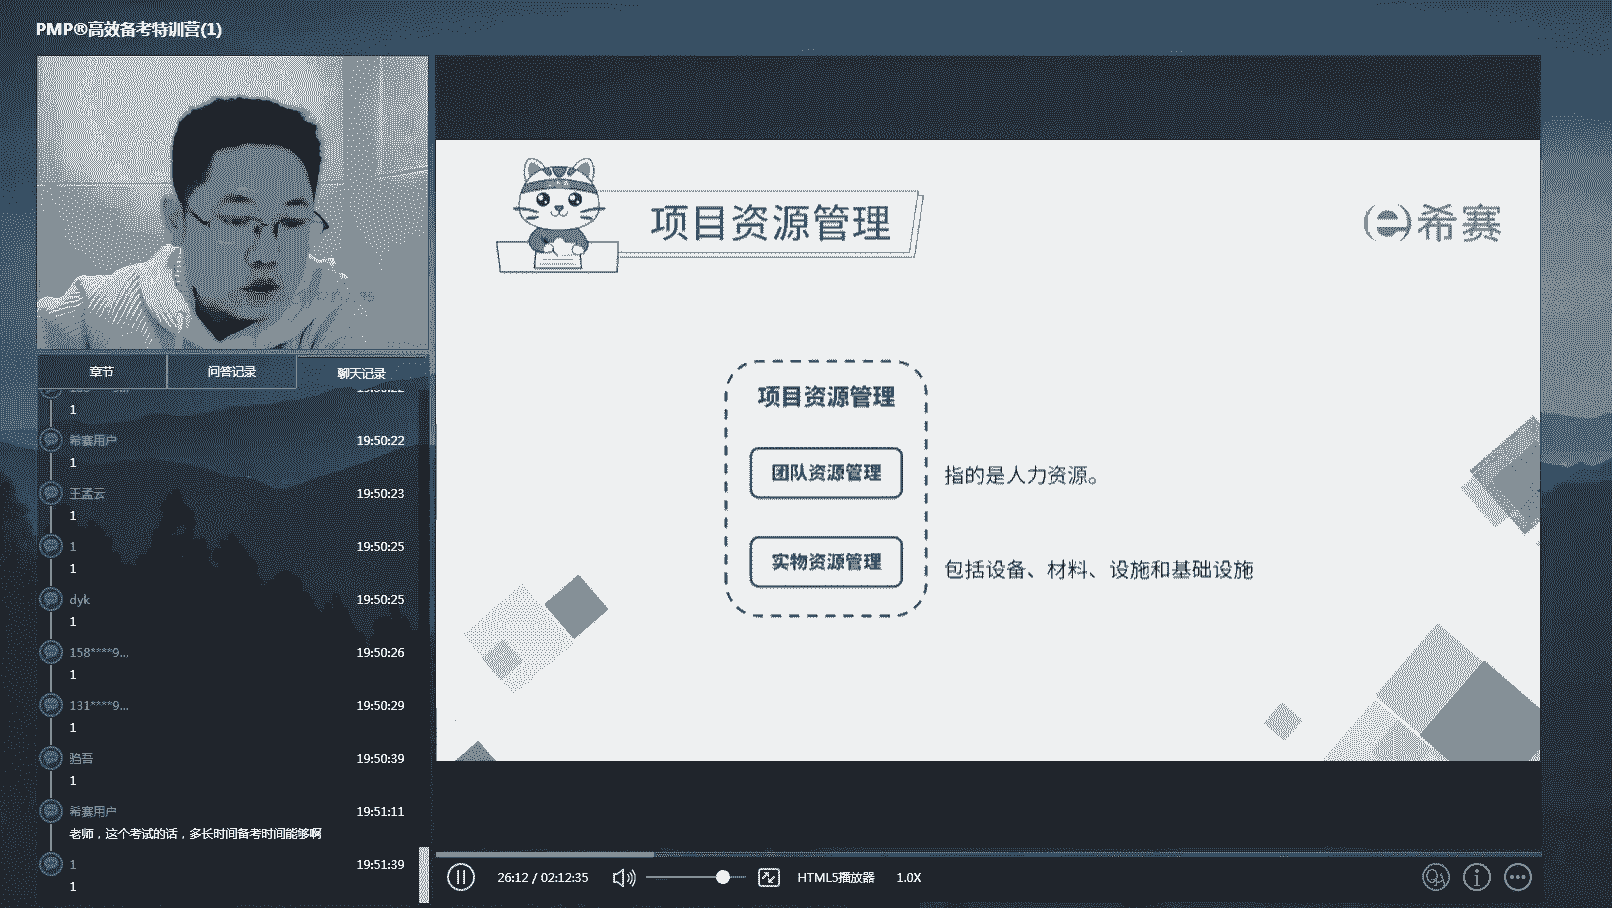 PMP®高效备考特训营(1)
章节
问答记录
聊天记录
1
希赛用户
19:50:22
1
王孟云
19:50:23
1
1
19:50:25
1
dyk
19:50:25
1
158****9...
19:50:26
1
131****9...
19:50:29
1
19:50:39
1
希赛用户
19:51:11
老师，这个考试的话，多长时间备考时间能够啊
1
19:51:39
1
项目资源管理
希赛
项目资源管理
团队资源管理
指的是人力资源。
实物资源管理
包括设备、材料、设施和基础设施
26:12 / 02:12:35
HTML5播放器
1.0X